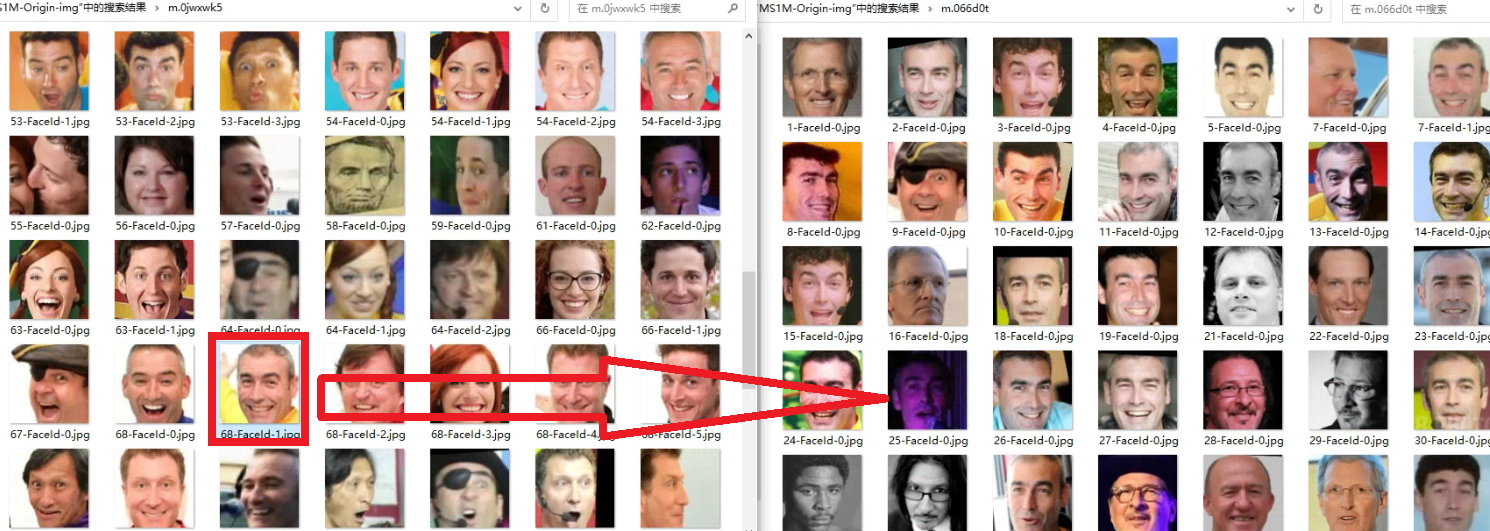 S1M-Origin-img"中的搜索结果 › m.0jwxwk5
在 m.0jwxwk5 中搜索
53-FaceId-1.jpg 53-FaceId-2.jpg 53-FaceId-3.jpg 54-FaceId-0.jpg 54-FaceId-1.jpg 54-FaceId-2.jpg 54-FaceId-3.jpg
55-FaceId-0.jpg 56-FaceId-0.jpg 57-FaceId-0.jpg 58-FaceId-0.jpg 59-FaceId-0.jpg 61-FaceId-0.jpg 62-FaceId-0.jpg
63-FaceId-0.jpg 63-FaceId-1.jpg 64-FaceId-0.jpg 64-FaceId-1.jpg 64-FaceId-2.jpg 66-FaceId-0.jpg 66-FaceId-1.jpg
67-FaceId-0.jpg 68-FaceId-0.jpg 68-FaceId-1.jpg 68-FaceId-2.jpg 68-FaceId-3.jpg 68-FaceId-4.jpg 68-FaceId-5.jpg
"MS1M-Origin-img"中的搜索结果 › m.066d0t
在 m.066d0t 中搜索
1-FaceId-0.jpg 2-FaceId-0.jpg 3-FaceId-0.jpg 4-FaceId-0.jpg 5-FaceId-0.jpg 7-FaceId-0.jpg 7-FaceId-1.jpg
8-FaceId-0.jpg 9-FaceId-0.jpg 10-FaceId-0.jpg 11-FaceId-0.jpg 12-FaceId-0.jpg 13-FaceId-0.jpg 14-FaceId-0.jpg
15-FaceId-0.jpg 16-FaceId-0.jpg 18-FaceId-0.jpg 19-FaceId-0.jpg 21-FaceId-0.jpg 22-FaceId-0.jpg 23-FaceId-0.jpg
24-FaceId-0.jpg 25-FaceId-0.jpg 26-FaceId-0.jpg 27-FaceId-0.jpg 28-FaceId-0.jpg 29-FaceId-0.jpg 30-FaceId-0.jpg